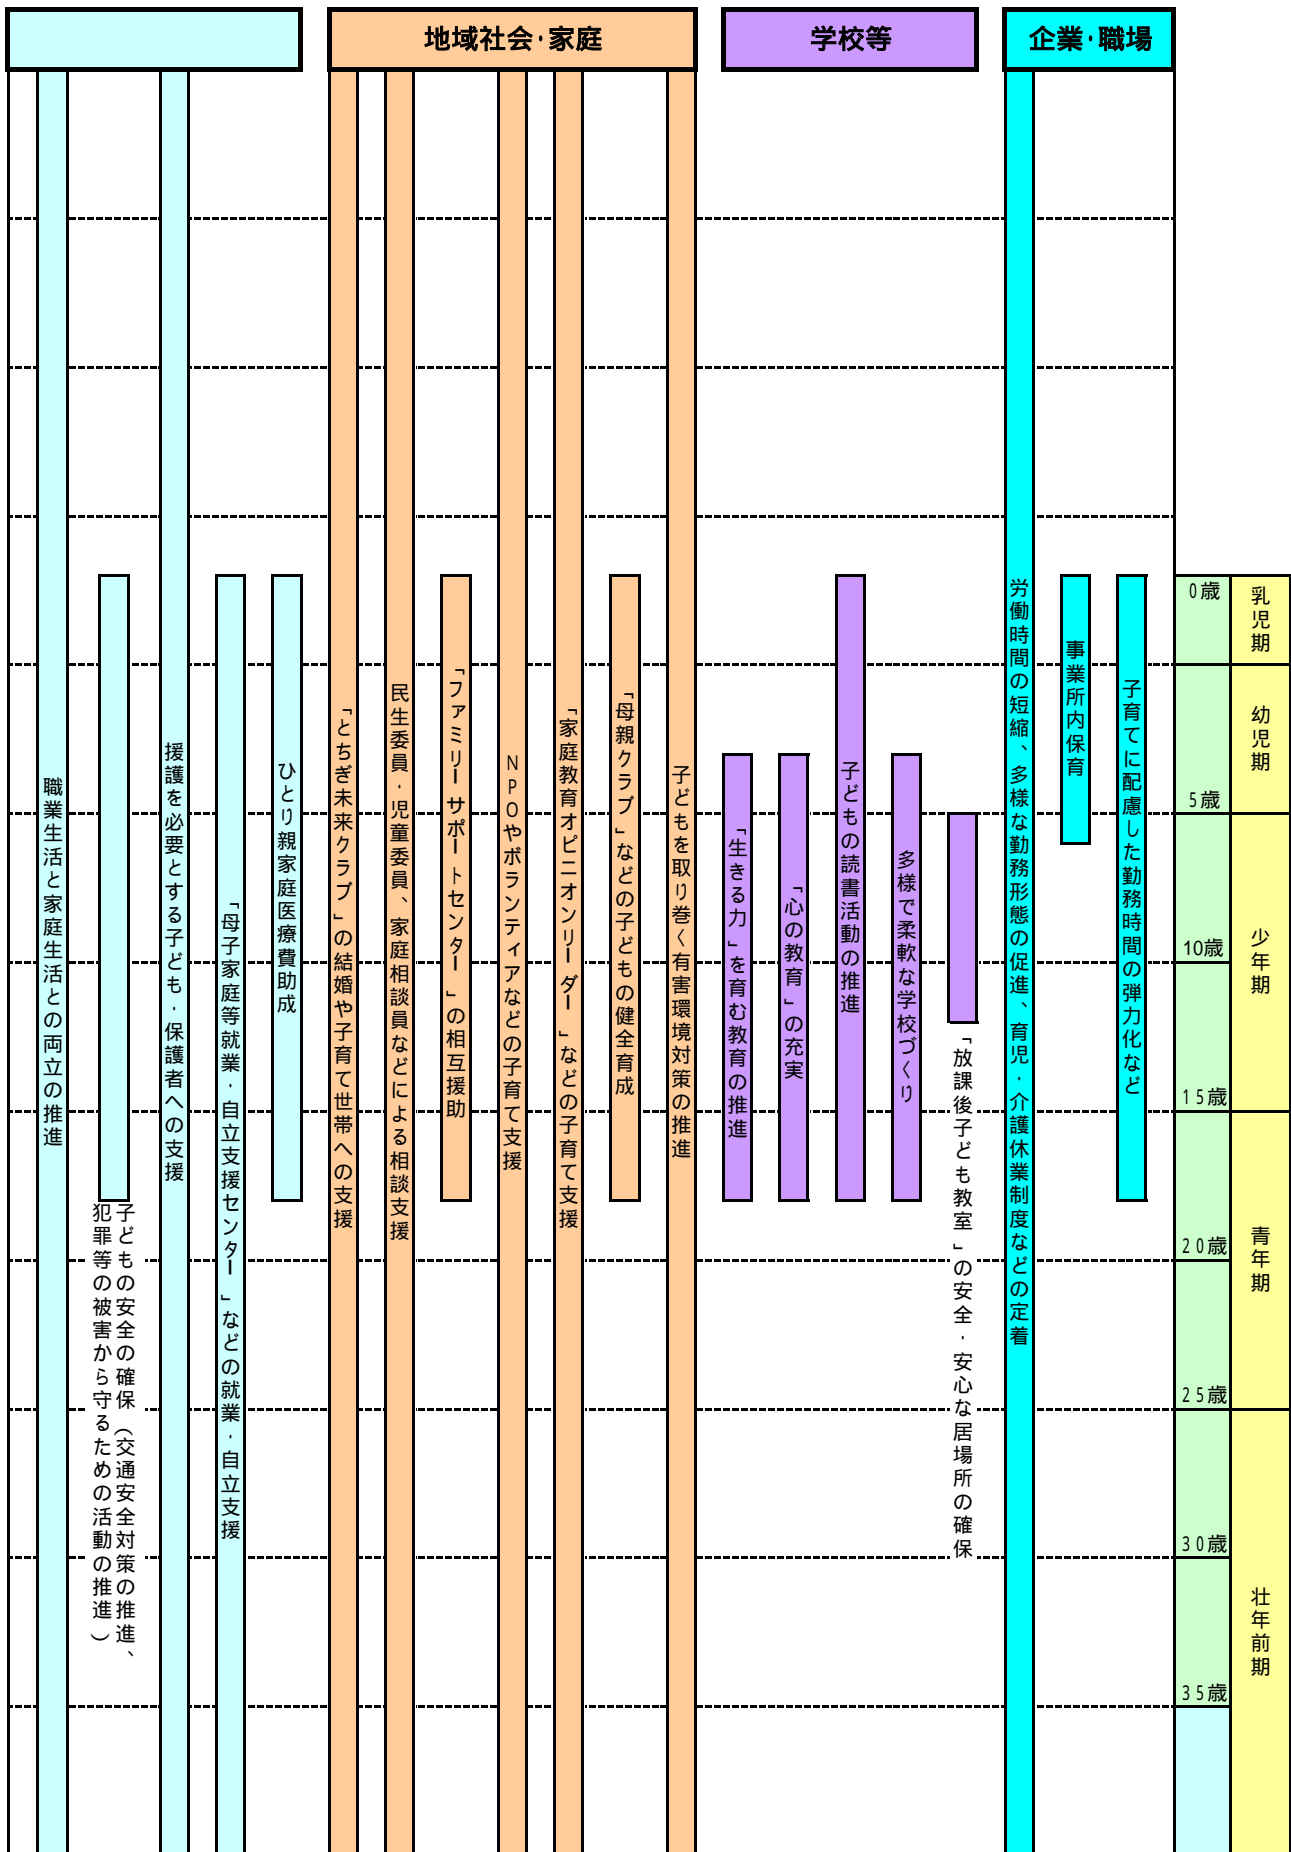 地域社会・家庭
学校等
企業・職場
職業生活と家庭生活との両立の推進
子どもの安全の確保（交通安全対策の推進、
犯罪等の被害から守るための活動の推進）
援護を必要とする子ども・保護者への支援
「母子家庭等就業・自立支援センター」などの就業・自立支援
ひとり親家庭医療費助成
「とちぎ未来クラブ」の結婚や子育て世帯への支援
民生委員・児童委員、家庭相談員などによる相談支援
「ファミリーサポートセンター」の相互援助
NPOやボランティアなどの子育て支援
「家庭教育オピニオンリーダー」などの子育て支援
「母親クラブ」などの子どもの健全育成
子どもを取り巻く有害環境対策の推進
「生きる力」を育む教育の推進
「心の教育」の充実
子どもの読書活動の推進
多様で柔軟な学校づくり
「放課後子ども教室」の安全・安心な居場所の確保
労働時間の短縮、多様な勤務形態の促進、育児・介護休業制度などの定着
事業所内保育
子育てに配慮した勤務時間の弾力化など
0歳
5歳
10歳
15歳
20歳
25歳
30歳
35歳
乳児期
幼児期
少年期
青年期
壮年前期